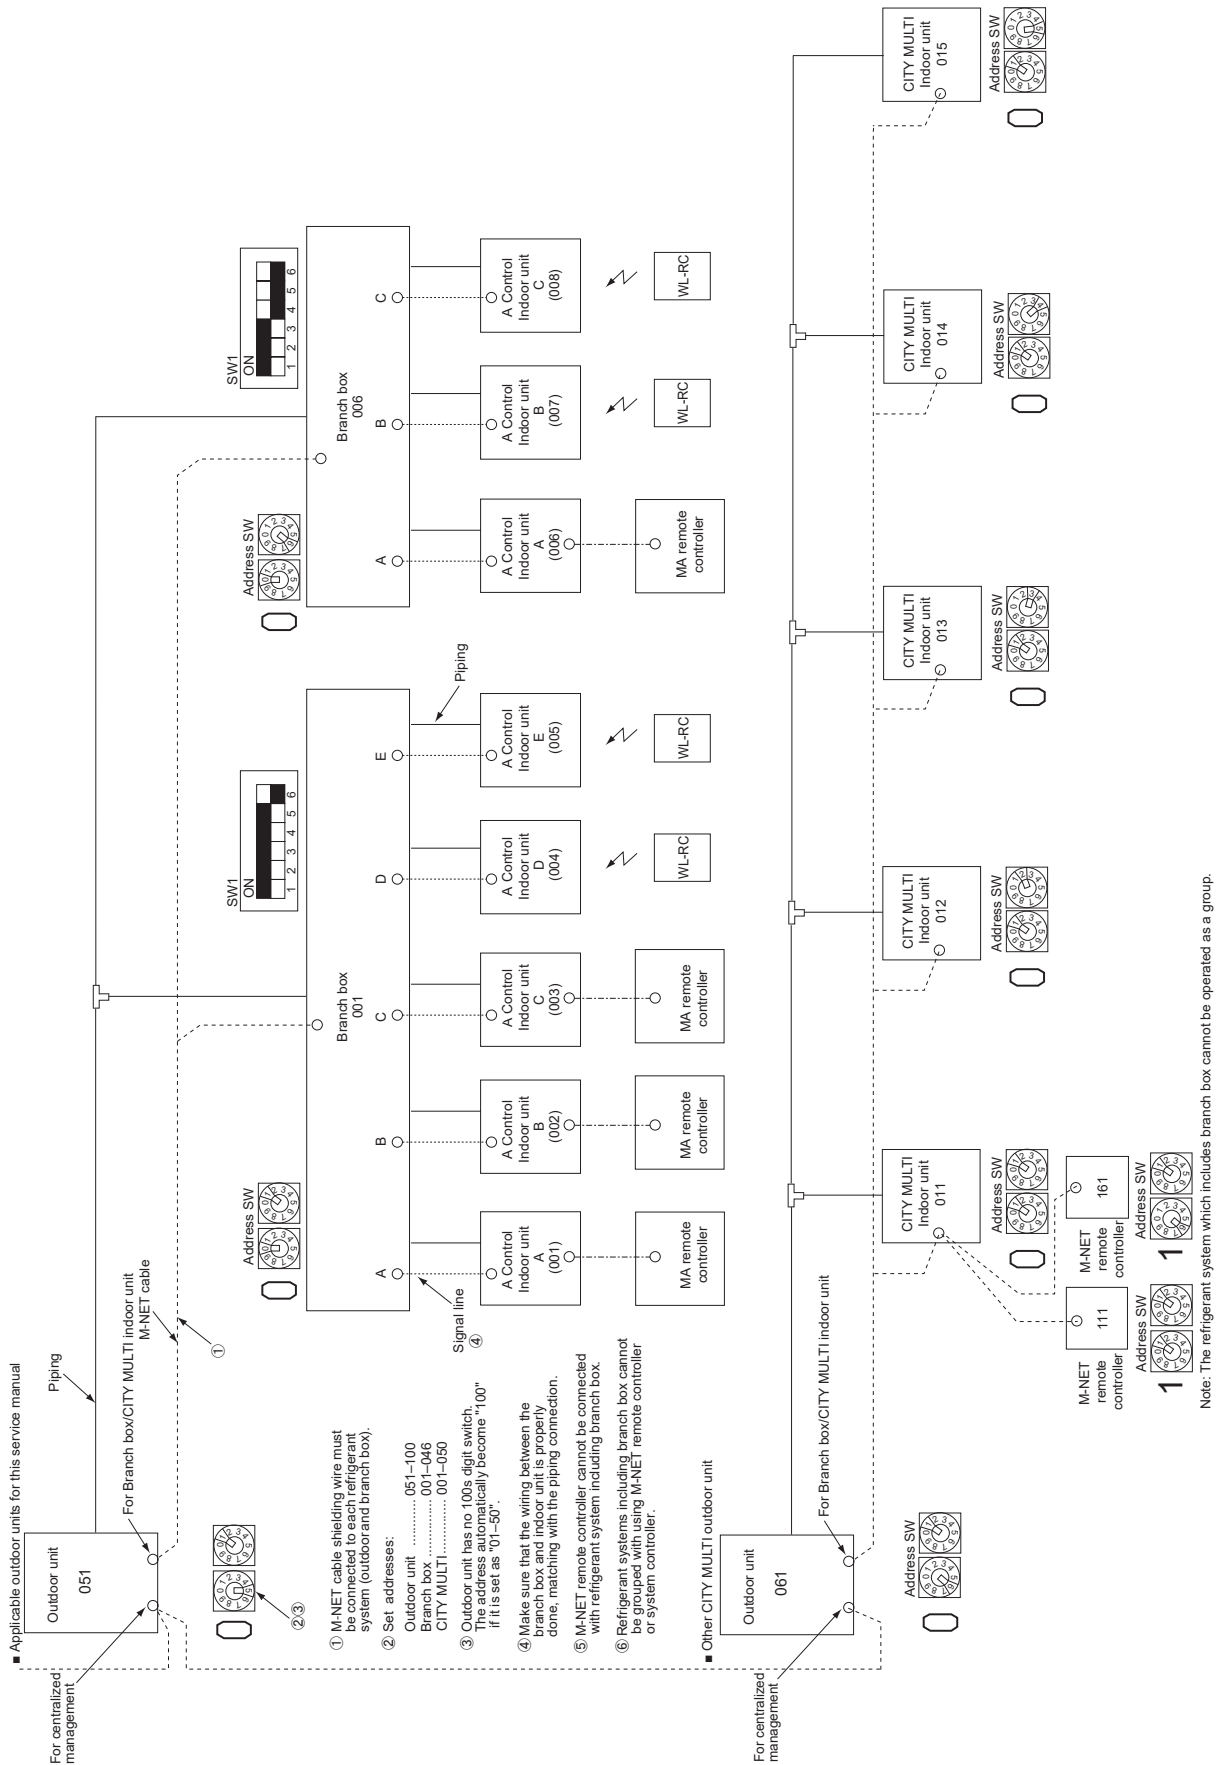 ■ Applicable outdoor units for this service manual
Piping
Outdoor unit
051
For centralized
management
For Branch box/CITY MULTI indoor unit
M-NET cable
①
②③
Address SW
Branch box
001
SW1
ON
1 2 3 4 5 6
A
B
C
D
E
Signal line
④
Piping
A Control
Indoor unit
A
(001)
A Control
Indoor unit
B
(002)
A Control
Indoor unit
C
(003)
A Control
Indoor unit
D
(004)
A Control
Indoor unit
E
(005)
MA remote
controller
MA remote
controller
MA remote
controller
WL-RC
WL-RC
Address SW
Branch box
006
SW1
ON
1 2 3 4 5 6
A
B
C
A Control
Indoor unit
A
(006)
A Control
Indoor unit
B
(007)
A Control
Indoor unit
C
(008)
MA remote
controller
WL-RC
WL-RC
① M-NET cable shielding wire must
be connected to each refrigerant
system (outdoor and branch box).
② Set addresses:
Outdoor unit ............. 051–100
Branch box ............... 001–046
CITY MULTI ............. 001–050
③ Outdoor unit has no 100s digit switch.
The address automatically become "100"
if it is set as "01–50".
④ Make sure that the wiring between the
branch box and indoor unit is properly
done, matching with the piping connection.
⑤ M-NET remote controller cannot be connected
with refrigerant system including branch box.
⑥ Refrigerant systems including branch box cannot
be grouped with using M-NET remote controller
or system controller.
■ Other CITY MULTI outdoor unit
Outdoor unit
061
For centralized
management
For Branch box/CITY MULTI indoor unit
Address SW
CITY MULTI
Indoor unit
011
Address SW
CITY MULTI
Indoor unit
012
Address SW
CITY MULTI
Indoor unit
013
Address SW
CITY MULTI
Indoor unit
014
Address SW
CITY MULTI
Indoor unit
015
Address SW
111
M-NET
remote
controller
Address SW
1
161
M-NET
remote
controller
Address SW
1
Note: The refrigerant system which includes branch box cannot be operated as a group.